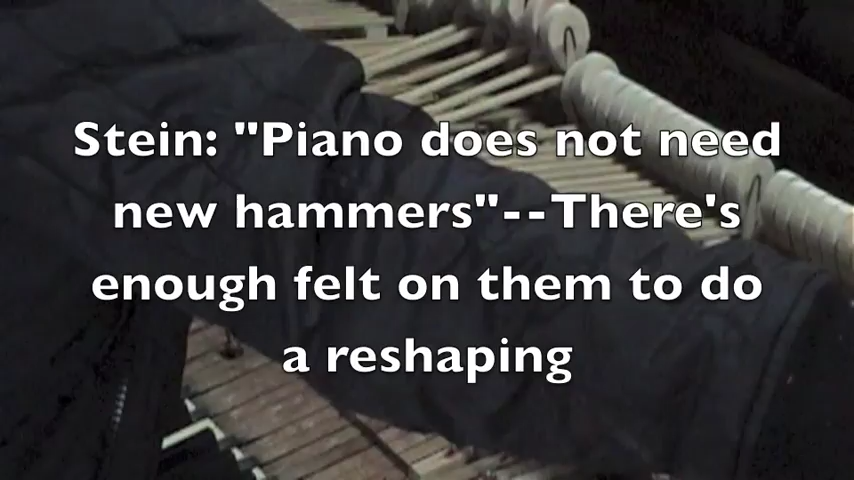 Stein: "Piano does not need
new hammers"--There's
enough felt on them to do
a reshaping